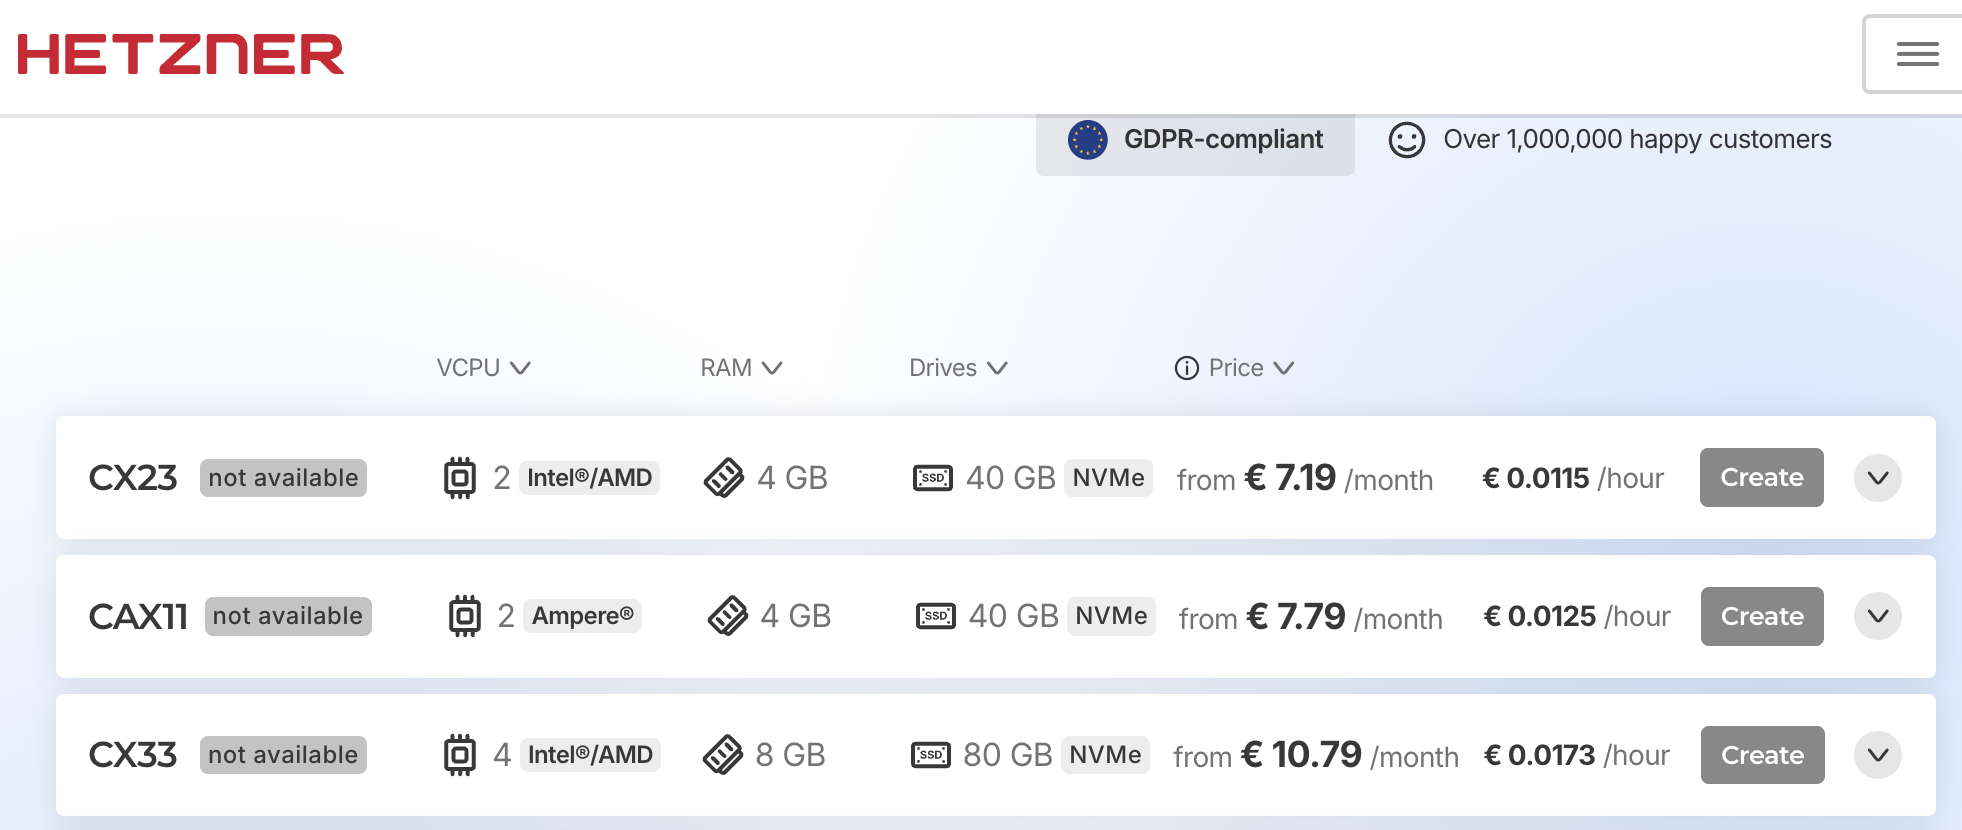 HETZNER
GDPR-compliant Over 1,000,000 happy customers
VCPU RAM Drives Price
CX23 not available 2 Intel®/AMD SSD 4 GB 40 GB NVMe from € 7.19 /month € 0.0115 /hour Create
CAX11 not available 2 Ampere® 4 GB SSD 40 GB NVMe from € 7.79 /month € 0.0125 /hour Create
CX33 not available 4 Intel®/AMD 8 GB SSD 80 GB NVMe from € 10.79 /month € 0.0173 /hour Create